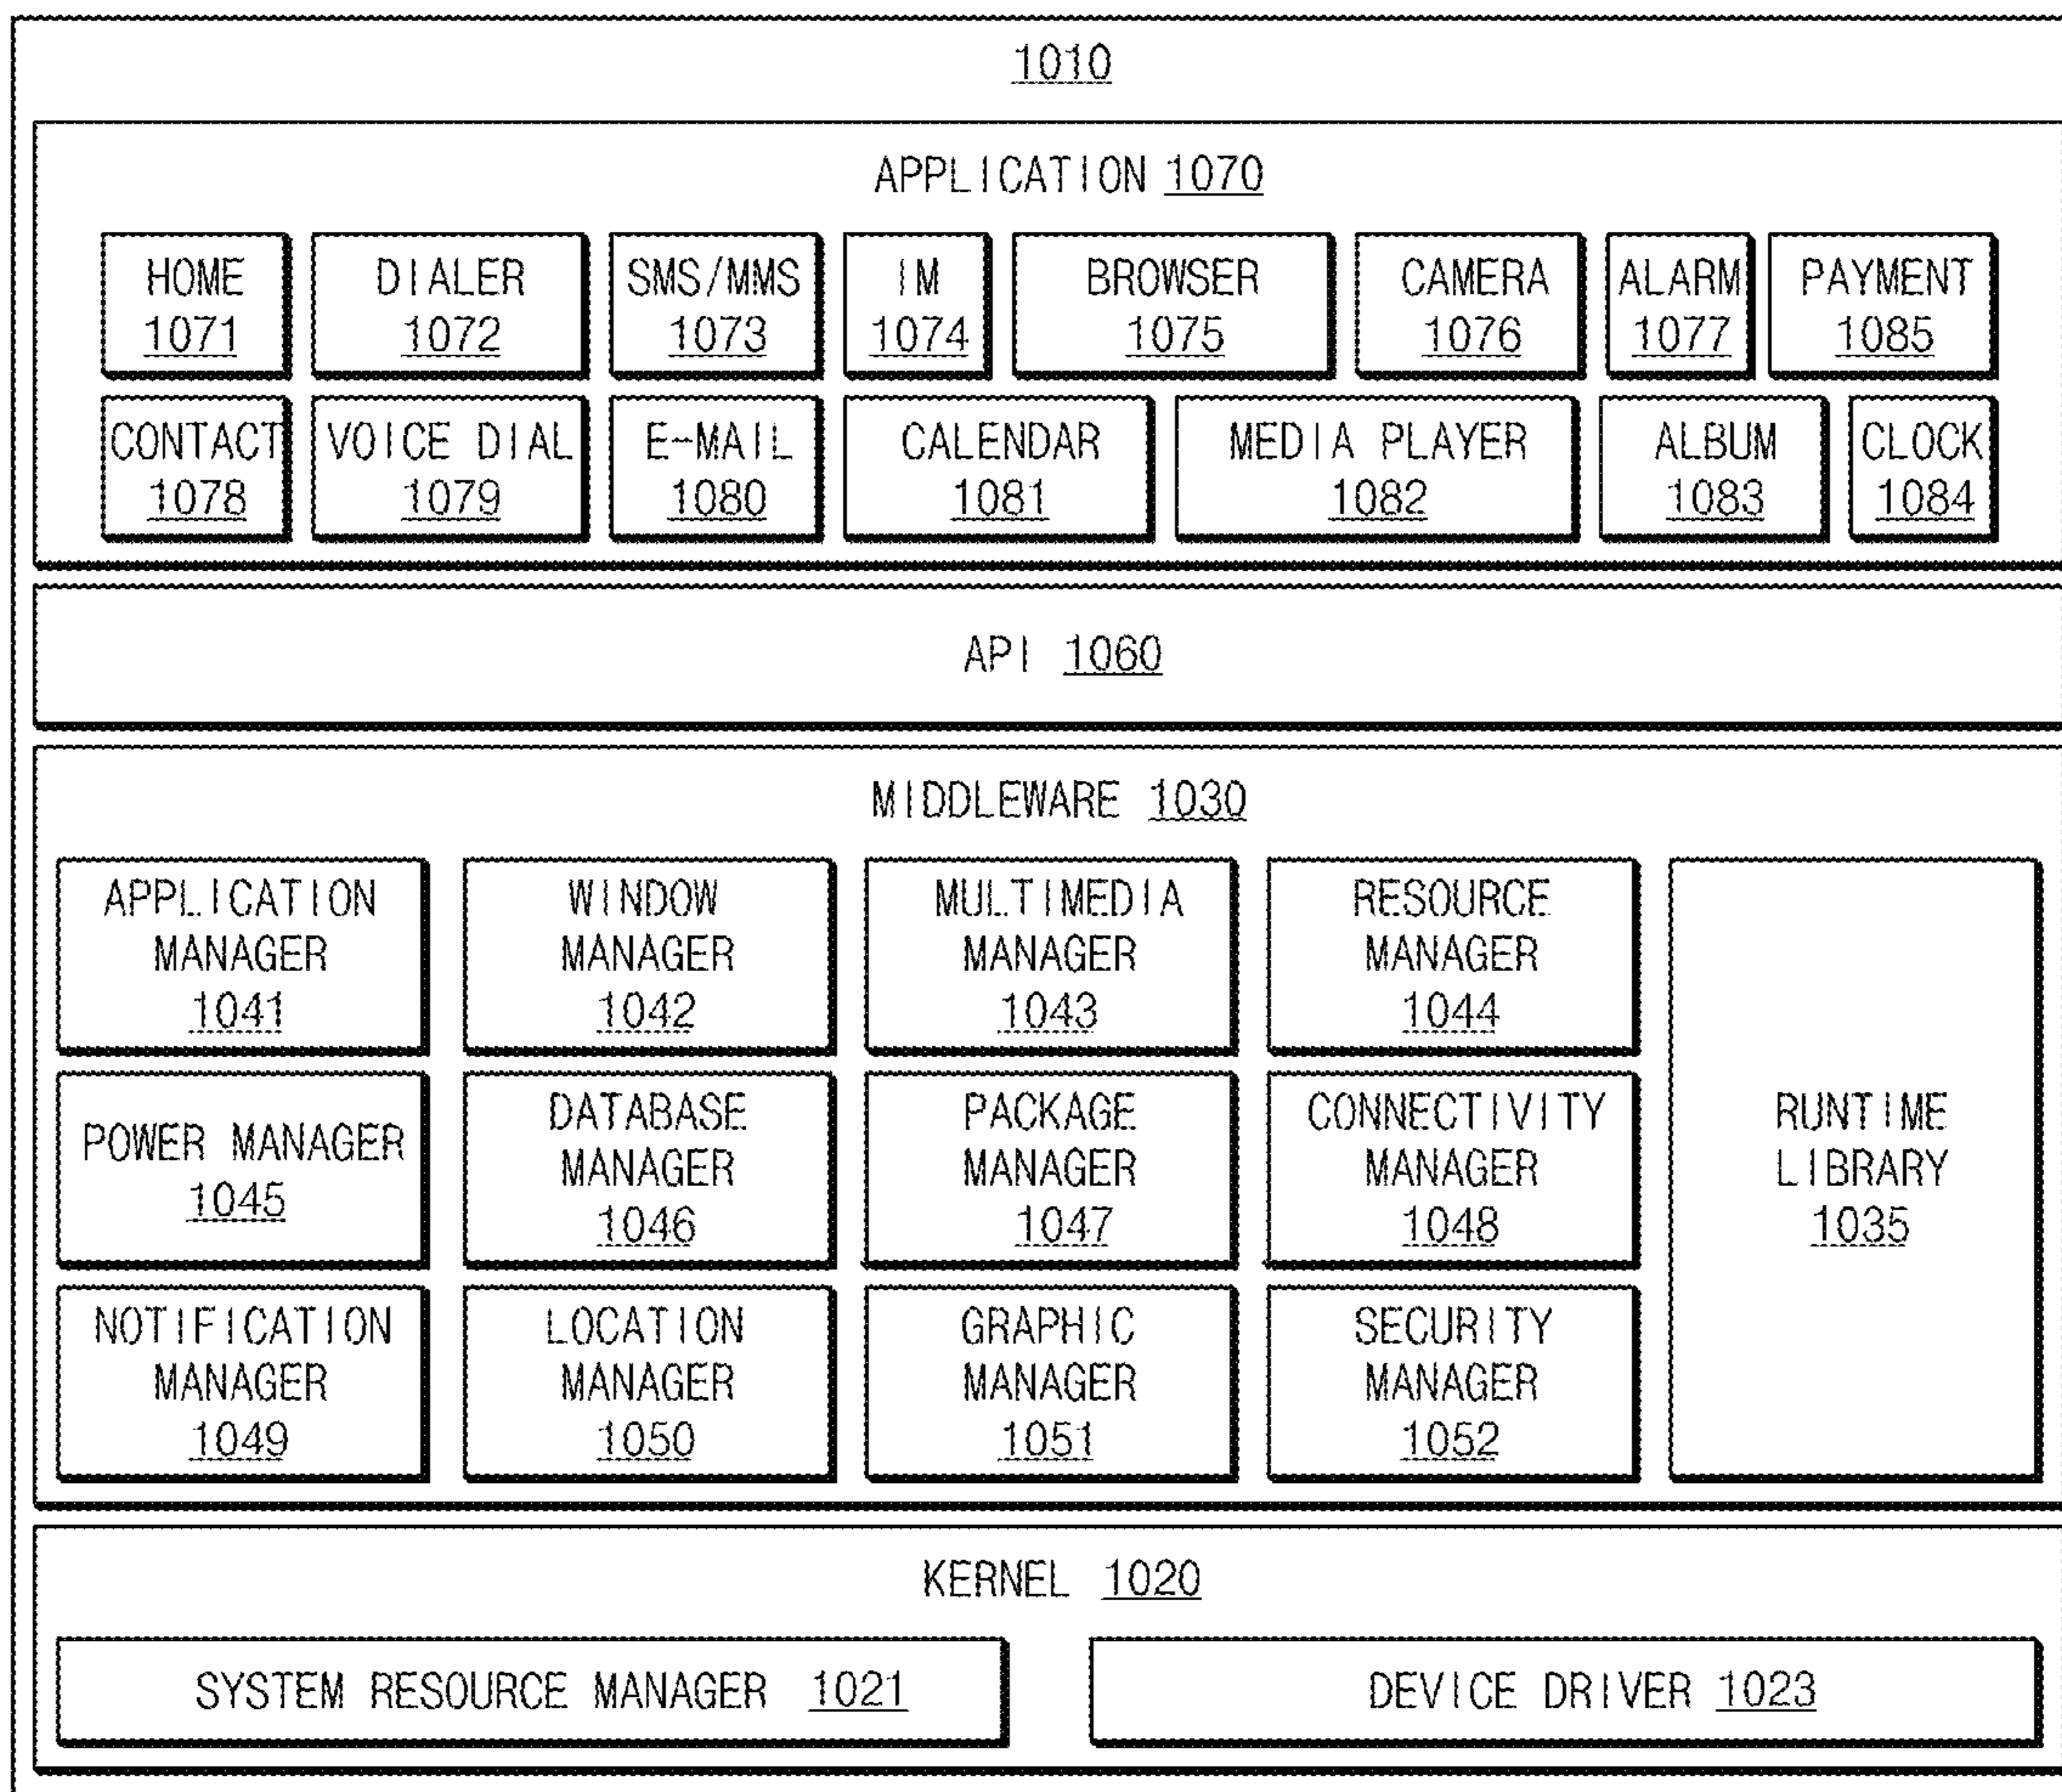 1010
APPLICATION 1070
HOME
1071
DIALER
1072
SMS/MMS
1073
IM
1074
BROWSER
1075
CAMERA
1076
ALARM
1077
PAYMENT
1085
CONTACT
1078
VOICE DIAL
1079
E-MAIL
1080
CALENDAR
1081
MEDIA PLAYER
1082
ALBUM
1083
CLOCK
1084
API 1060
MIDDLEWARE 1030
APPLICATION
MANAGER
1041
WINDOW
MANAGER
1042
MULTIMEDIA
MANAGER
1043
RESOURCE
MANAGER
1044
POWER MANAGER
1045
DATABASE
MANAGER
1046
PACKAGE
MANAGER
1047
CONNECTIVITY
MANAGER
1048
RUNTIME
LIBRARY
1035
NOTIFICATION
MANAGER
1049
LOCATION
MANAGER
1050
GRAPHIC
MANAGER
1051
SECURITY
MANAGER
1052
KERNEL 1020
SYSTEM RESOURCE MANAGER 1021
DEVICE DRIVER 1023